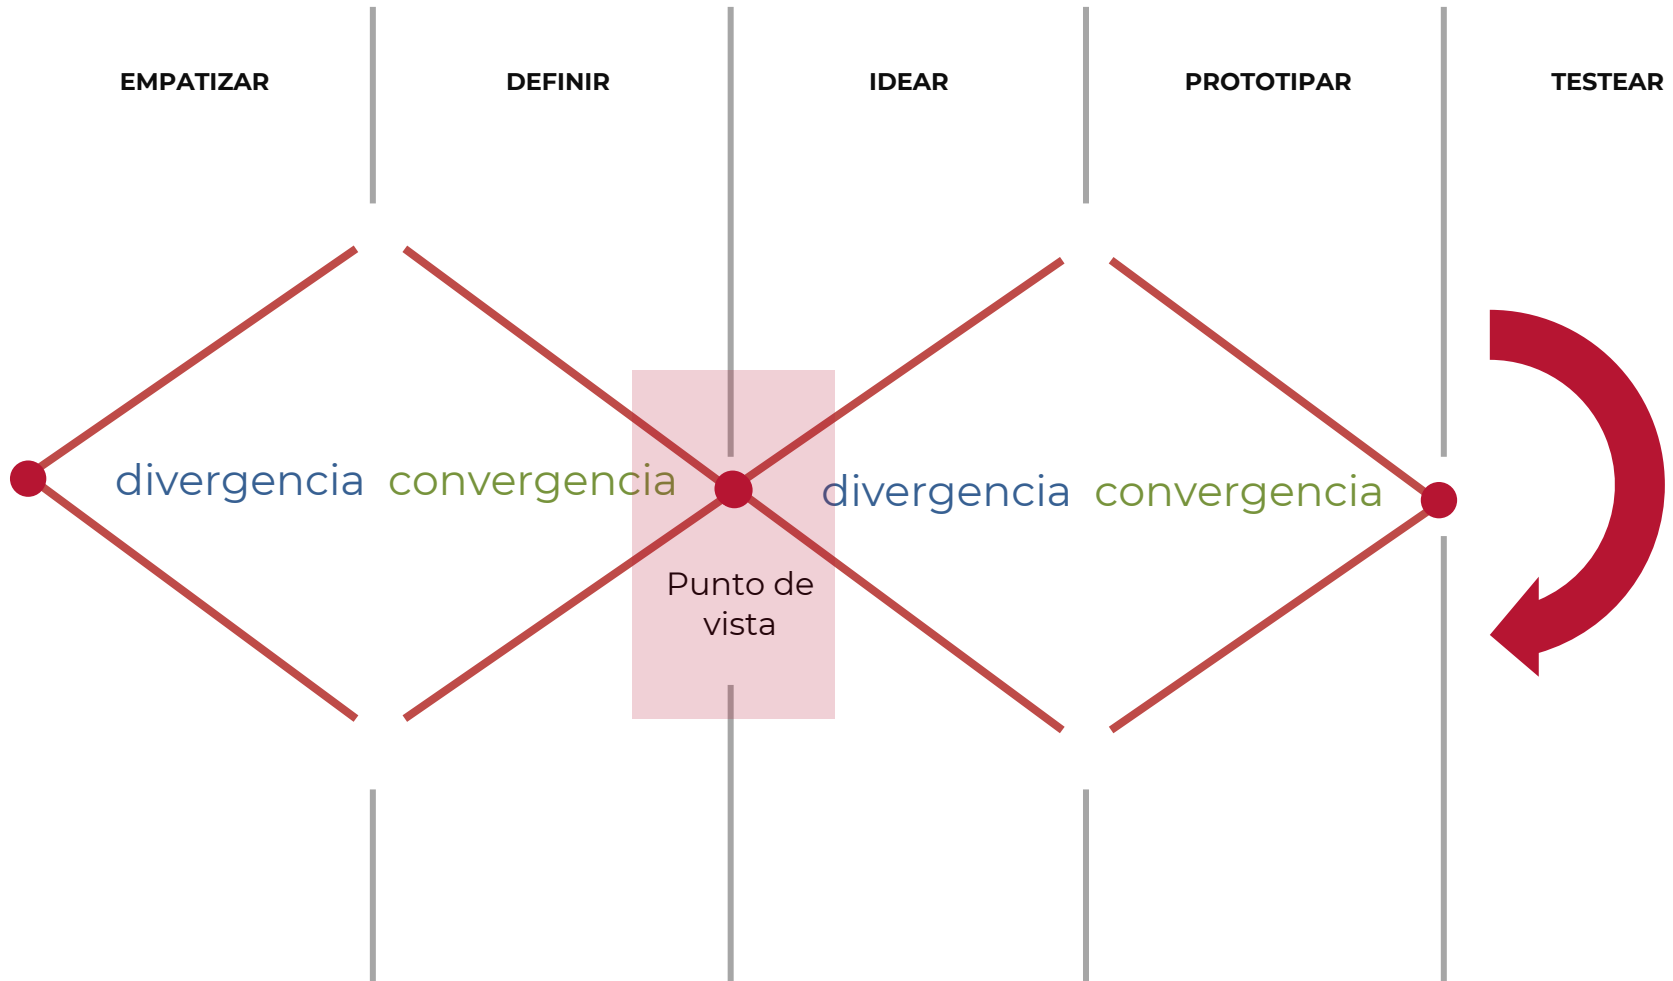 EMPATIZAR
DEFINIR
IDEAR
PROTOTIPAR
TESTEAR
divergencia
convergencia
divergencia
convergencia
Punto de
vista